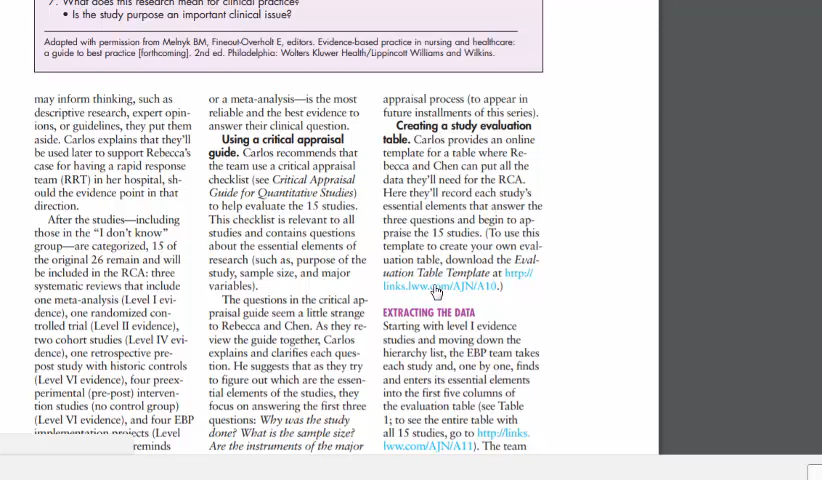 7. What does this research mean for clinical practice?
• Is the study purpose an important clinical issue?
Adapted with permission from Melnyk BM, Fineout-Overholt E, editors. Evidence-based practice in nursing and healthcare:
a guide to best practice [forthcoming]. 2nd ed. Philadelphia: Wolters Kluwer Health/Lippincott Williams and Wilkins.
may inform thinking, such as
descriptive research, expert opin-
ions, or guidelines, they put them
aside. Carlos explains that they'll
be used later to support Rebecca's
case for having a rapid response
team (RRT) in her hospital, sh-
ould the evidence point in that
direction.
After the studies—including
those in the "I don't know"
group—are categorized, 15 of
the original 26 remain and will
be included in the RCA: three
systematic reviews that include
one meta-analysis (Level I evi-
dence), one randomized con-
trolled trial (Level II evidence),
two cohort studies (Level IV evi-
dence), one retrospective pre-
post study with historic controls
(Level VI evidence), four preex-
perimental (pre-post) interven-
tion studies (no control group)
(Level VI evidence), and four EBP
implementation projects (Level
reminds
or a meta-analysis—is the most
reliable and the best evidence to
answer their clinical question.
Using a critical appraisal
guide. Carlos recommends that
the team use a critical appraisal
checklist (see Critical Appraisal
Guide for Quantitative Studies)
to help evaluate the 15 studies.
This checklist is relevant to all
studies and contains questions
about the essential elements of
research (such as, purpose of the
study, sample size, and major
variables).
The questions in the critical ap-
praisal guide seem a little strange
to Rebecca and Chen. As they re-
view the guide together, Carlos
explains and clarifies each ques-
tion. He suggests that as they try
to figure out which are the essen-
tial elements of the studies, they
focus on answering the first three
questions: Why was the study
done? What is the sample size?
Are the instruments of the major
appraisal process (to appear in
future installments of this series).
Creating a study evaluation
table. Carlos provides an online
template for a table where Re-
becca and Chen can put all the
data they'll need for the RCA.
Here they'll record each study's
essential elements that answer the
three questions and begin to ap-
praise the 15 studies. (To use this
template to create your own eval-
uation table, download the Eval-
uation Table Template at http://
links.lww.com/AJN/A10.)
EXTRACTING THE DATA
Starting with level I evidence
studies and moving down the
hierarchy list, the EBP team takes
each study and, one by one, finds
and enters its essential elements
into the first five columns of
the evaluation table (see Table
1; to see the entire table with
all 15 studies, go to http://links.
lww.com/AJN/A11). The team